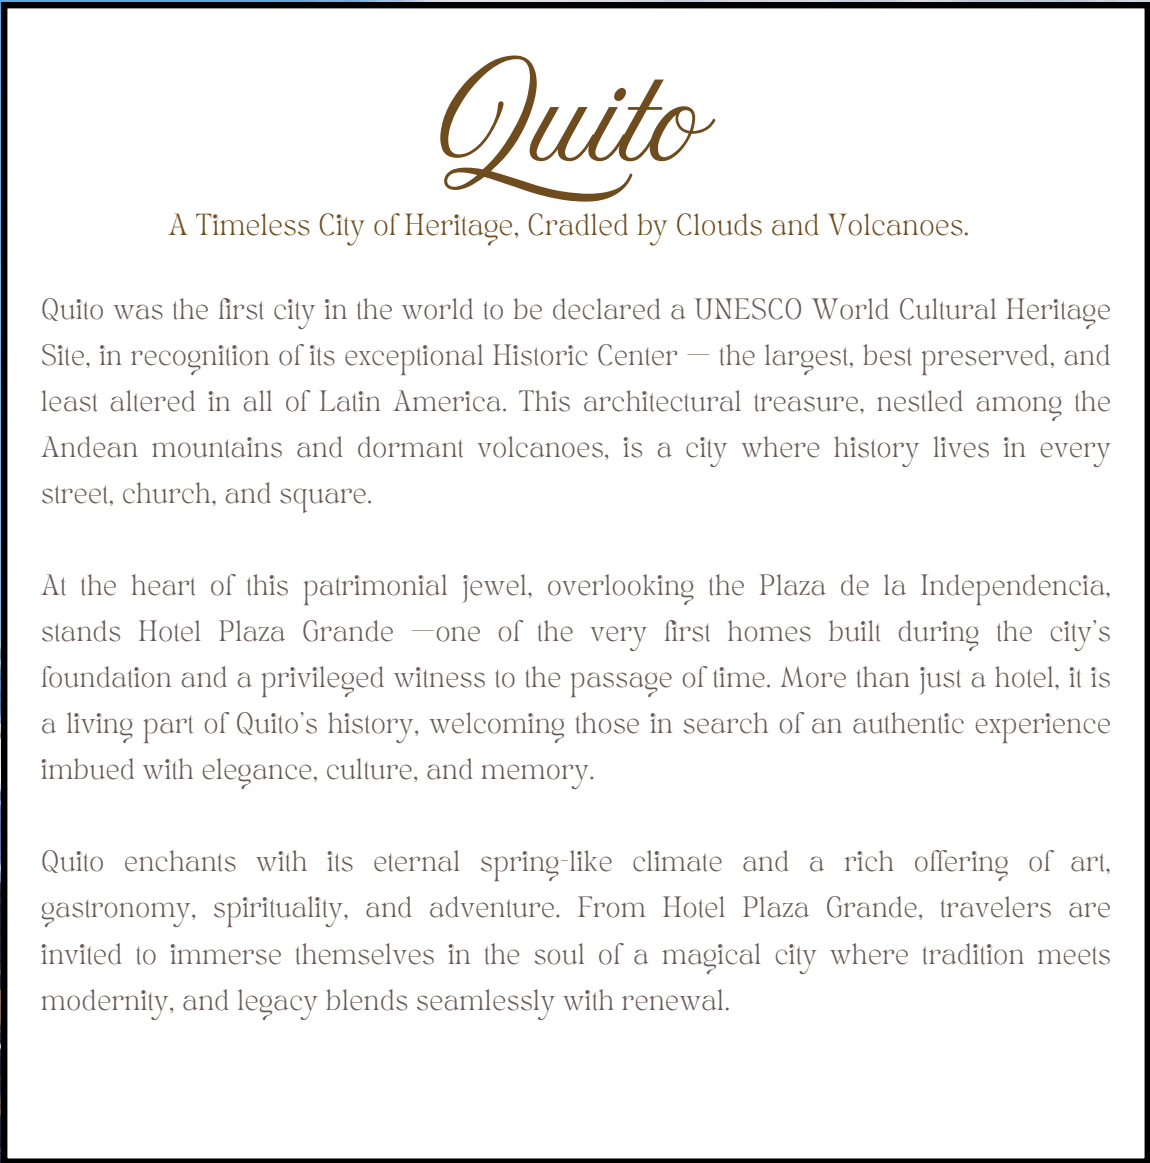 Quito
A Timeless City of Heritage, Cradled by Clouds and Volcanoes.
Quito was the first city in the world to be declared a UNESCO World Cultural Heritage
Site, in recognition of its exceptional Historic Center — the largest, best preserved, and
least altered in all of Latin America. This architectural treasure, nestled among the
Andean mountains and dormant volcanoes, is a city where history lives in every
street, church, and square.
At the heart of this patrimonial jewel, overlooking the Plaza de la Independencia,
stands Hotel Plaza Grande —one of the very first homes built during the city's
foundation and a privileged witness to the passage of time. More than just a hotel, it is
a living part of Quito's history, welcoming those in search of an authentic experience
imbued with elegance, culture, and memory.
Quito enchants with its eternal spring-like climate and a rich offering of art,
gastronomy, spirituality, and adventure. From Hotel Plaza Grande, travelers are
invited to immerse themselves in the soul of a magical city where tradition meets
modernity, and legacy blends seamlessly with renewal.